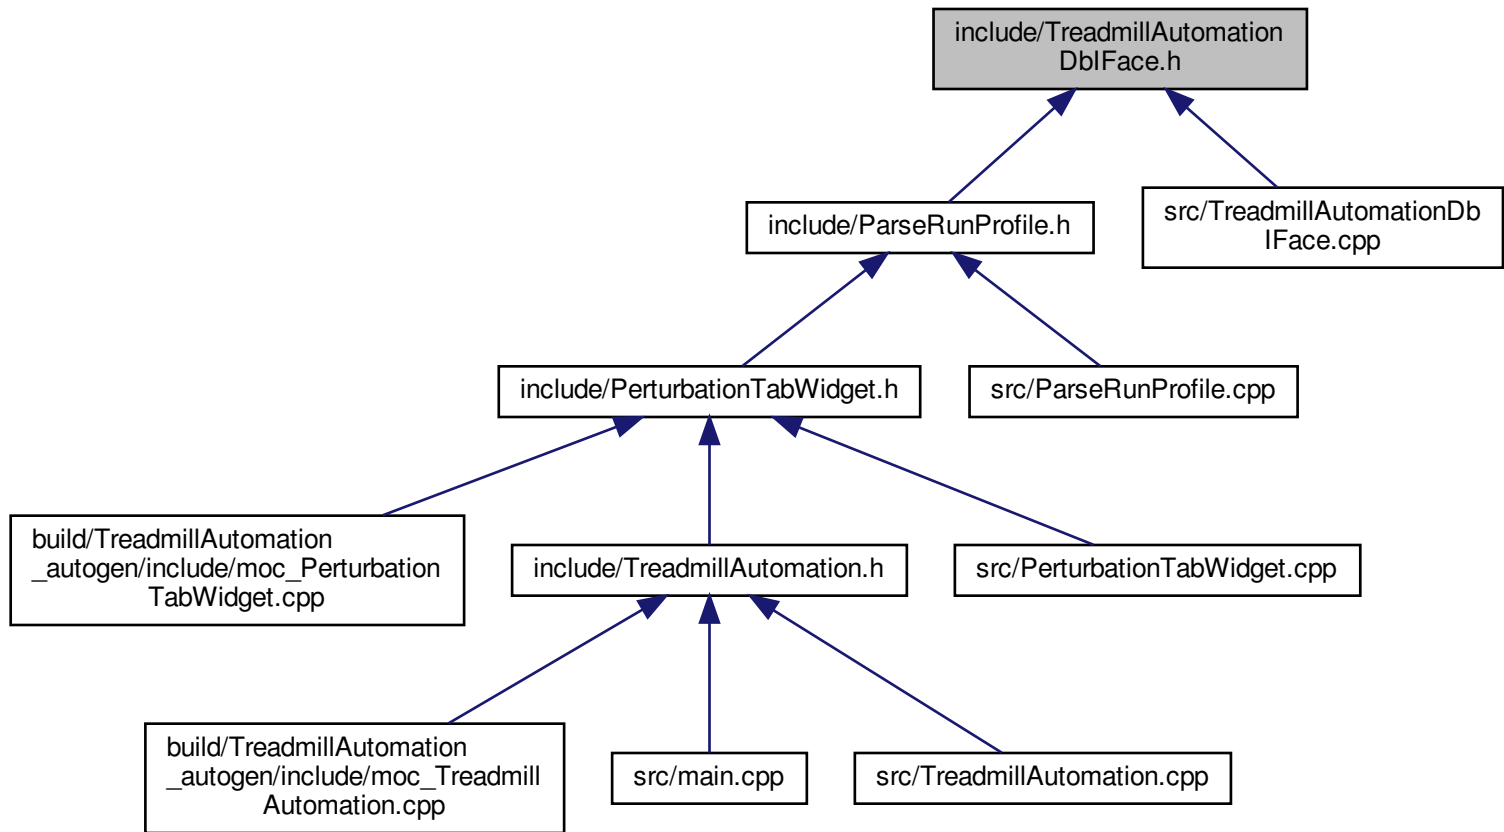 include/TreadmillAutomation
DbIFace.h
include/ParseRunProfile.h
src/TreadmillAutomationDb
IFace.cpp
include/PerturbationTabWidget.h
src/ParseRunProfile.cpp
build/TreadmillAutomation
_autogen/include/moc_Perturbation
TabWidget.cpp
include/TreadmillAutomation.h
src/PerturbationTabWidget.cpp
build/TreadmillAutomation
_autogen/include/moc_Treadmill
Automation.cpp
src/main.cpp
src/TreadmillAutomation.cpp